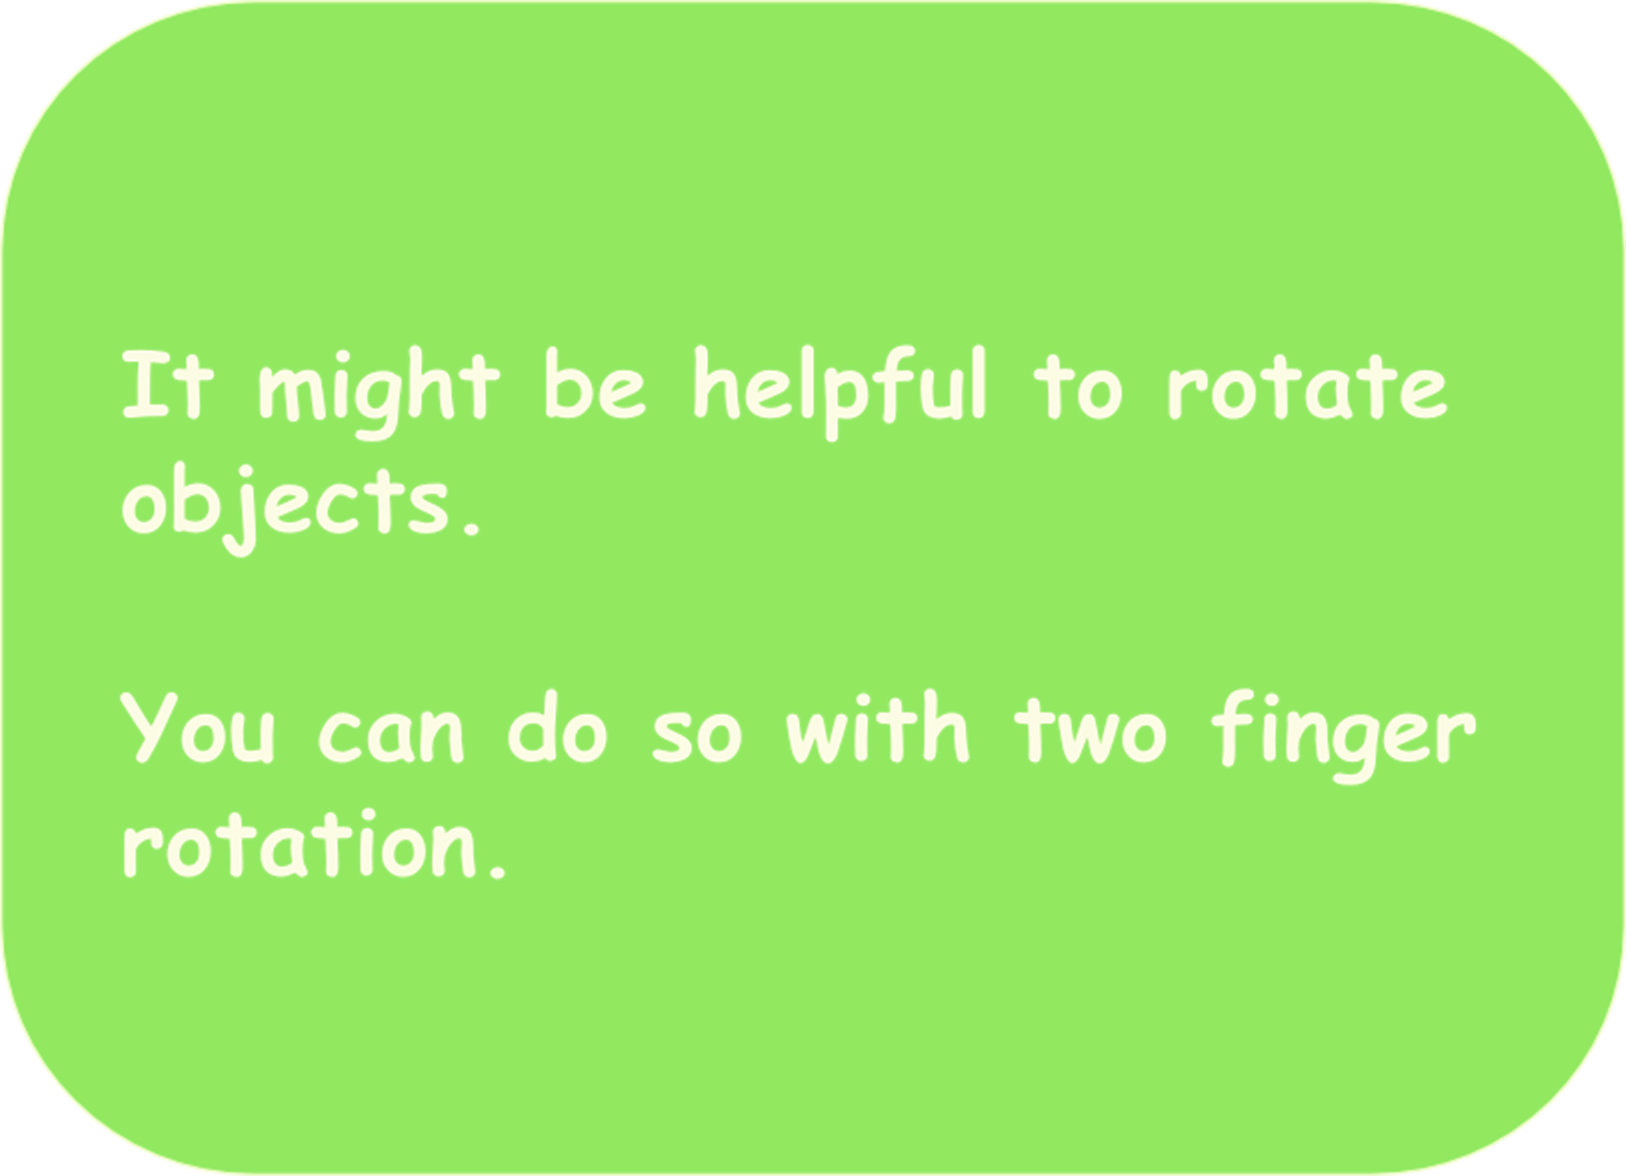 It might be helpful to rotate
objects.
You can do so with two finger
rotation.